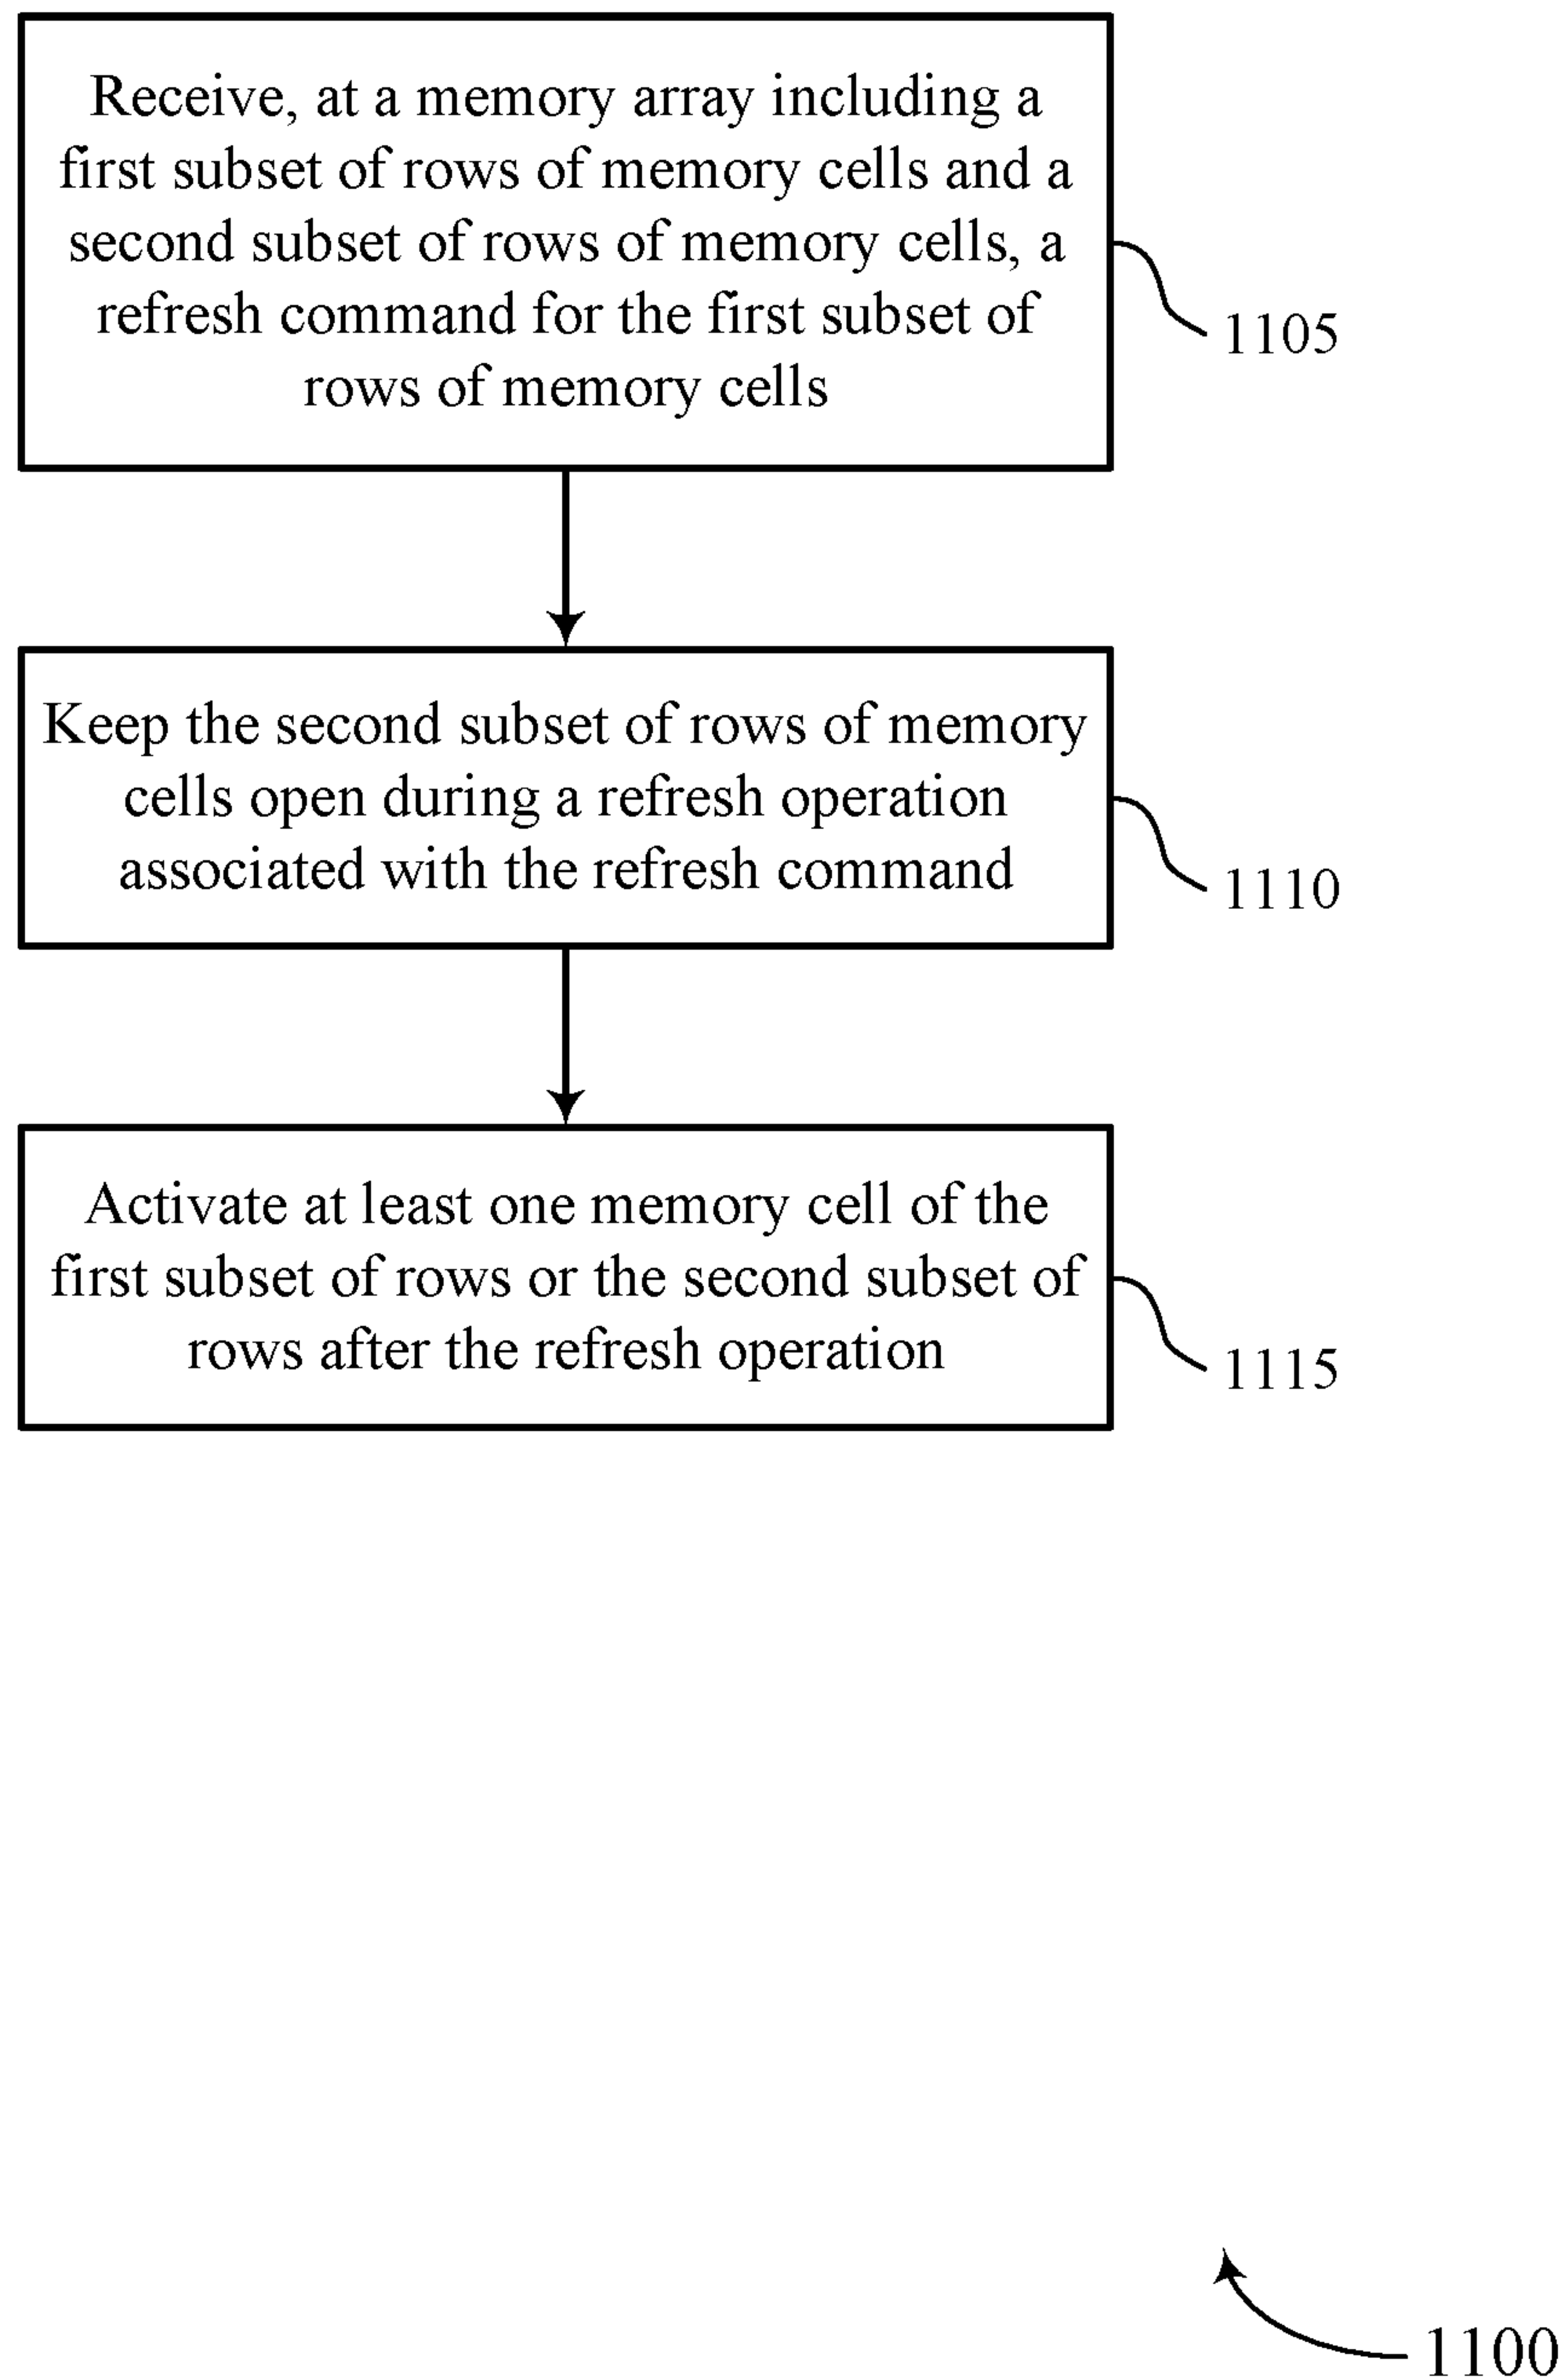 Receive, at a memory array including a
first subset of rows of memory cells and a
second subset of rows of memory cells, a
refresh command for the first subset of
rows of memory cells
1105
Keep the second subset of rows of memory
cells open during a refresh operation
associated with the refresh command
1110
Activate at least one memory cell of the
first subset of rows or the second subset of
rows after the refresh operation
1115
1100